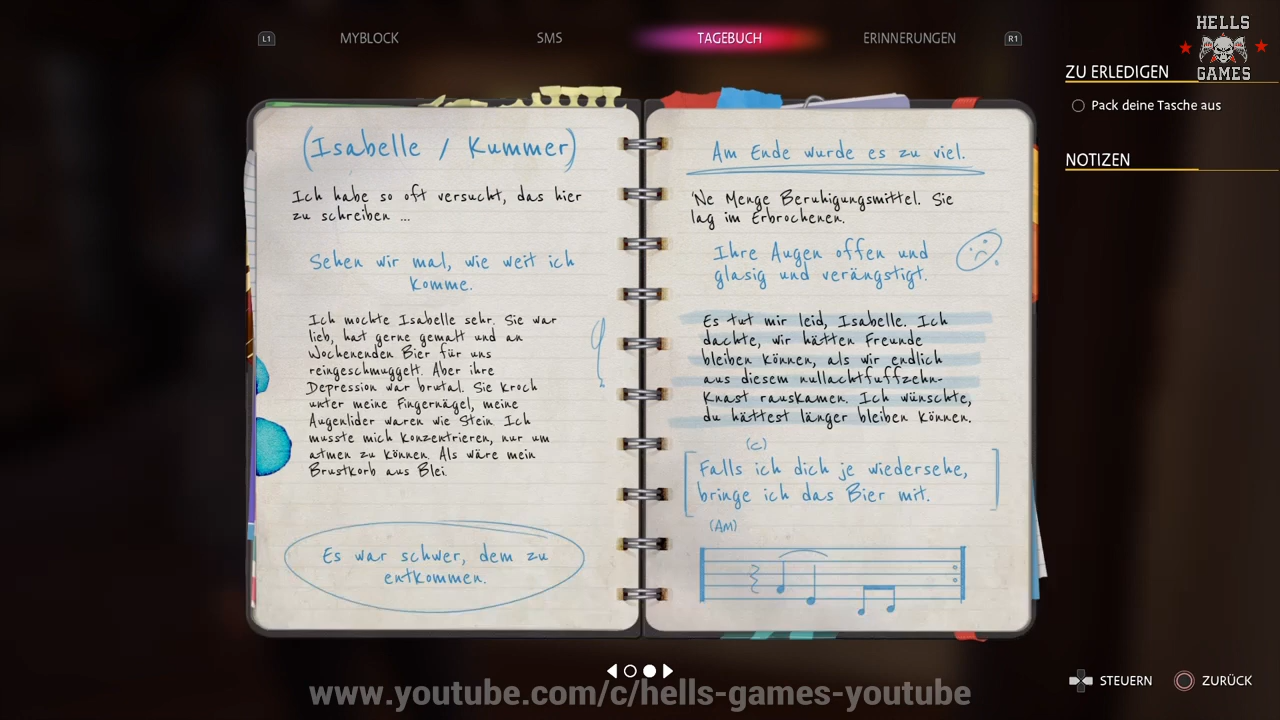 L1
MYBLOCK
SMS
TAGEBUCH
ERINNERUNGEN
R1
HELLS
GAMES
ZU ERLEDIGEN
Pack deine Tasche aus
NOTIZEN
(Isabelle / Kummer)
Ich habe so oft versucht, das hier
zu schreiben ...
Sehen wir mal, wie weit ich
komme.
Ich mochte Isabelle sehr. Sie war
lieb, hat gerne gemalt und an
Wochenenden Bier für uns
reingeschmuggelt. Aber ihre
Depression war brutal. Sie kroch
unter meine Fingernägel, meine
Augenlider waren wie Stein Ich
musste mich konzentrieren, nur um
atmen zu können. Als wäre mein
Brustkorb aus Blei.
Es war schwer, dem zu
entkommen.
Am Ende wurde es zu viel.
'Ne Menge Beruhigungsmittel. Sie
lag im Erbrochenen.
Ihre Augen offen und
glasig und verängstigt.
Es tut mir leid, Isabelle. Ich
dachte, wir hätten Freunde
bleiben können, als wir endlich
aus diesem nullachtfuffzehn-
Knast rauskamen. Ich wünschte,
du hättest länger bleiben können.
(C)
Falls ich dich je wiedersehe,
bringe ich das Bier mit.
(Am)
STEUERN
ZURÜCK
www.youtube.com/c/hells-games-youtube